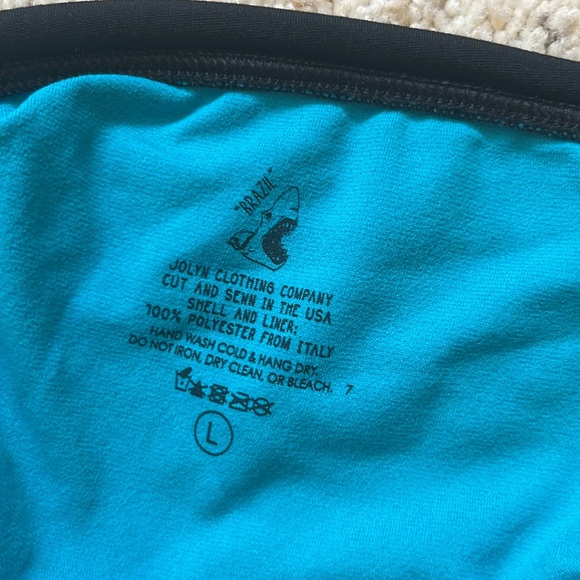 "BRAZIL"
JOLYN CLOTHING COMPANY
CUT AND SEWN IN THE USA
SHELL AND LINER:
100% POLYESTER FROM ITALY
HAND WASH COLD & HANG DRY.
DO NOT IRON, DRY CLEAN, OR BLEACH. 7
L